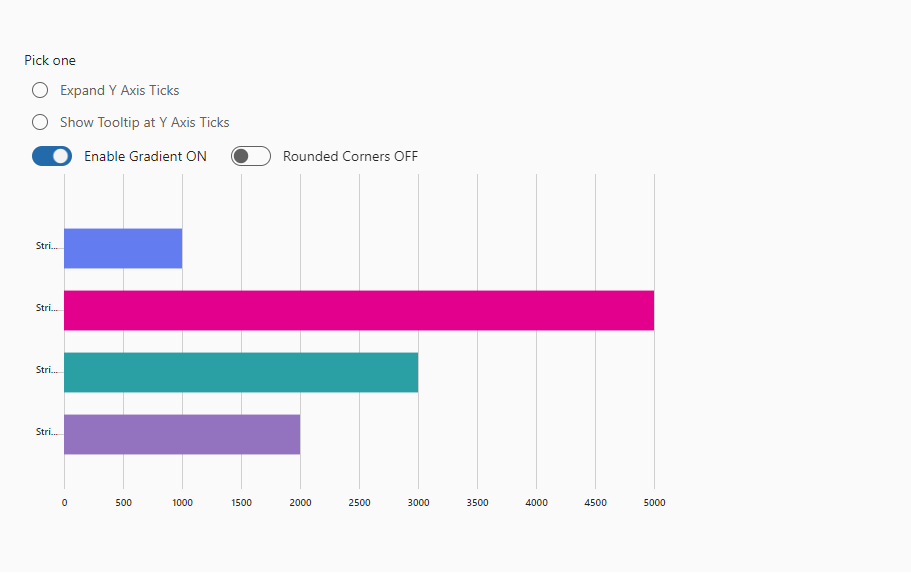 Pick one
Expand Y Axis Ticks
Show Tooltip at Y Axis Ticks
Enable Gradient ON Rounded Corners OFF
Stri...
Stri...
Stri...
Stri...
0 500 1000 1500 2000 2500 3000 3500 4000 4500 5000